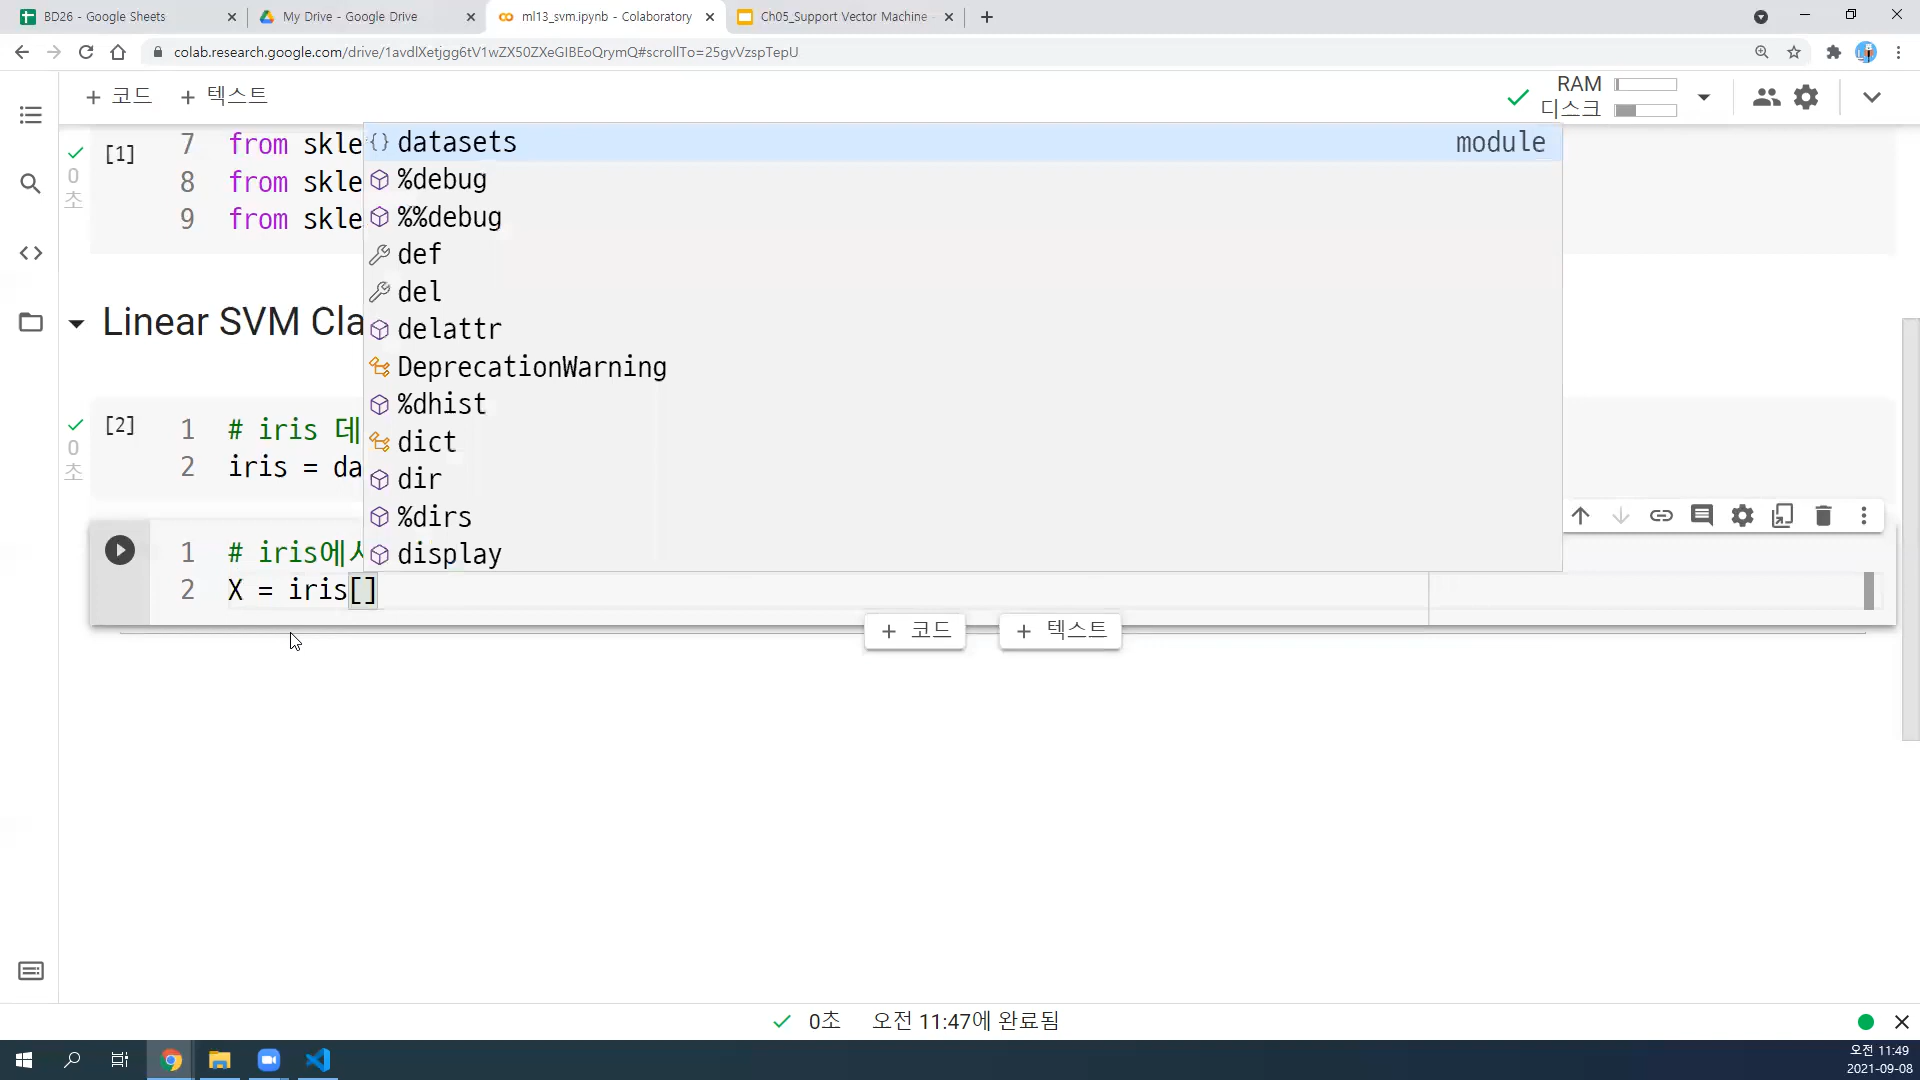 BD26 - Google Sheets
My Drive - Google Drive
ml13_svm.ipynb - Colaboratory
Ch05_Support Vector Machine
colab.research.google.com/drive/1avdlXetjgg6tV1wZX50ZXeGIBEoQrymQ#scrollTo=25gvVzspTepU
+ 코드 + 텍스트
RAM
디스크
[1]
0
초
7 from skle
8 from skle
9 from skle
datasets module
%debug
%%debug
def
del
delattr
DeprecationWarning
%dhist
dict
dir
%dirs
display
Linear SVM Cla
[2]
0
초
1 # iris 데
2 iris = da
1 # iris에서
2 X = iris[]
+ 코드 + 텍스트
0초 오전 11:47에 완료됨
오전 11:49
2021-09-08